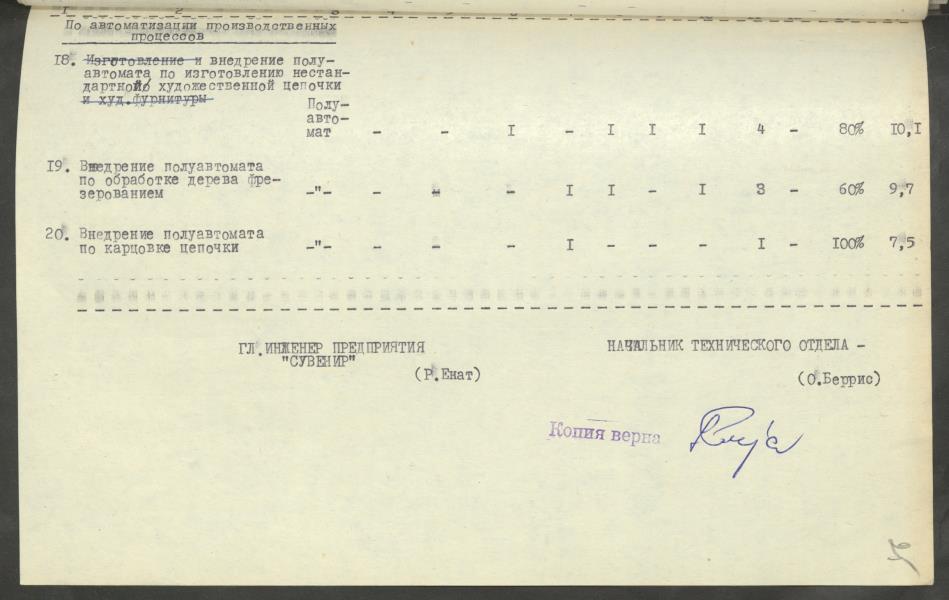 По автоматизации производственных
процессов
18. Изготовление и внедрение полу-
автомата по изготовлению нестан-
дартной художественной цепочки
и худ.фурнитуры
Полу-
авто-
мат - - I - I I I 4 - 80% 10,1
19. Внедрение полуавтомата
по обработке дерева фре-
зерованием -"- - - - I I - I 3 - 60% 9,7
20. Внедрение полуавтомата
по карцовке цепочки -"- - - - I - - - I - 100% 7,5
ГЛ.ИНЖЕНЕР ПРЕДПРИЯТИЯ
"СУВЕНИР"
(Р.Енат)
НАЧАЛЬНИК ТЕХНИЧЕСКОГО ОТДЕЛА -
(О.Беррис)
Копия верна